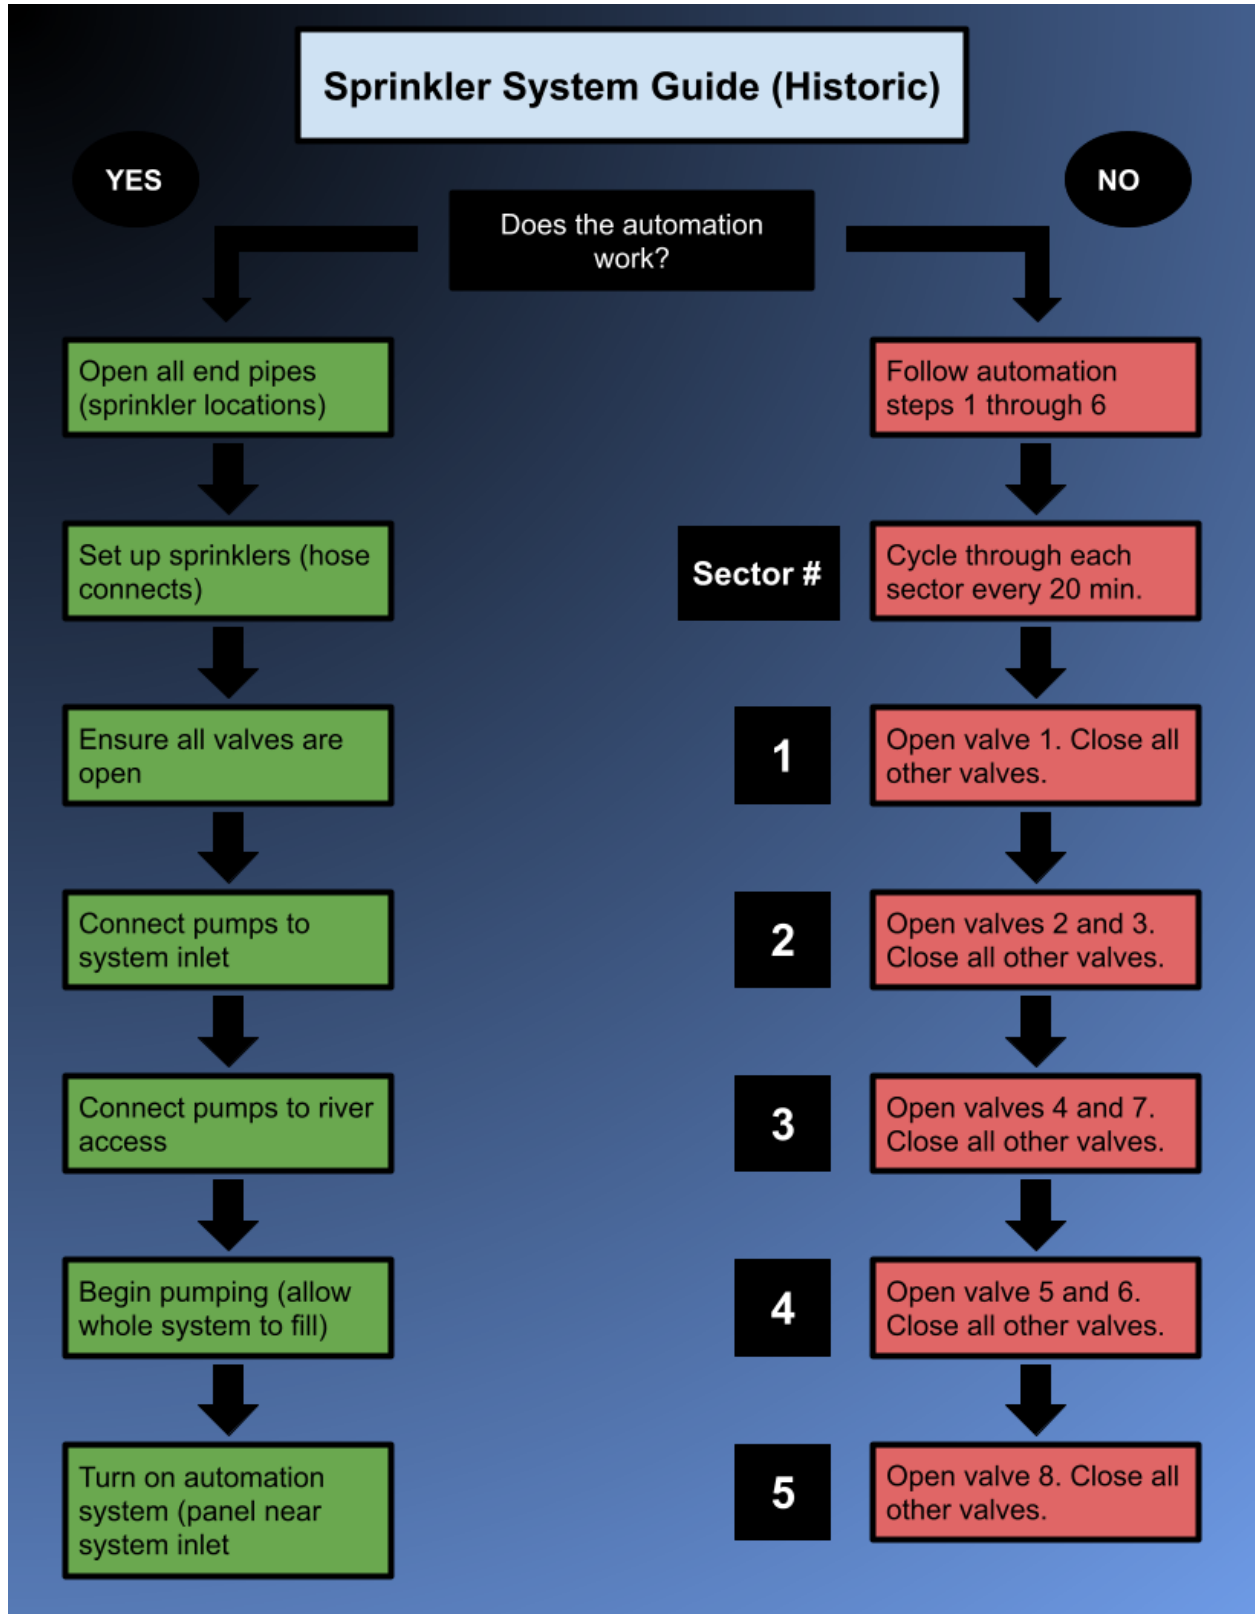 Sprinkler System Guide (Historic)
YES
NO
Does the automation
work?
Open all end pipes
(sprinkler locations)
Set up sprinklers (hose
connects)
Ensure all valves are
open
Connect pumps to
system inlet
Connect pumps to river
access
Begin pumping (allow
whole system to fill)
Turn on automation
system (panel near
system inlet
Follow automation
steps 1 through 6
Sector #
Cycle through each
sector every 20 min.
1
Open valve 1. Close all
other valves.
2
Open valves 2 and 3.
Close all other valves.
3
Open valves 4 and 7.
Close all other valves.
4
Open valve 5 and 6.
Close all other valves.
5
Open valve 8. Close all
other valves.